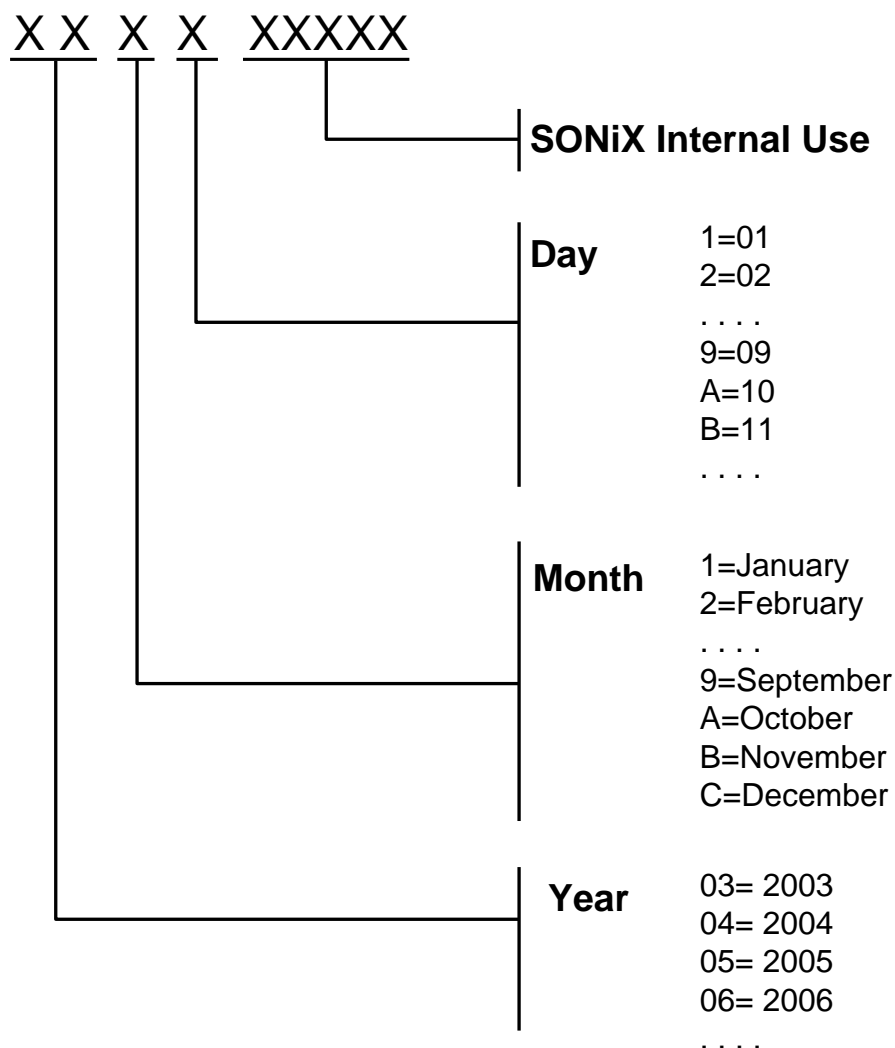 X X X X XXXXX
SONiX Internal Use
Day
1=01
2=02
. . . .
9=09
A=10
B=11
. . . .
Month
1=January
2=February
. . . .
9=September
A=October
B=November
C=December
Year
03= 2003
04= 2004
05= 2005
06= 2006
. . . .